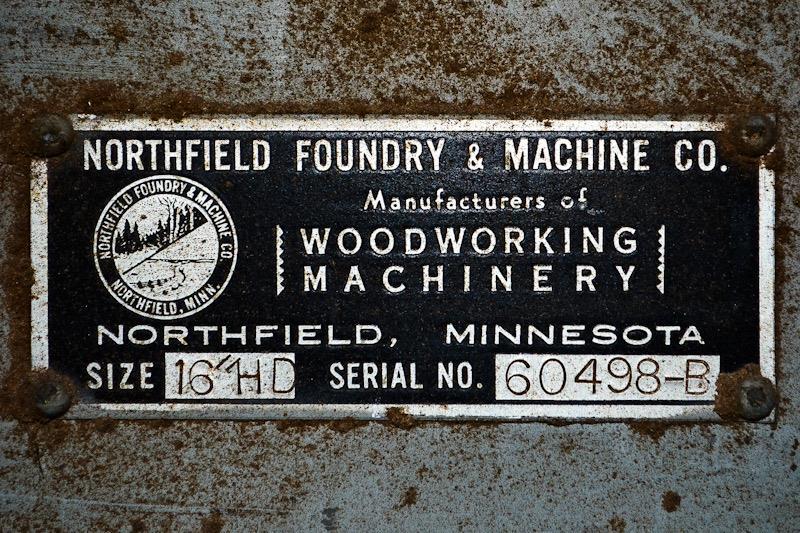 NORTHFIELD FOUNDRY & MACHINE CO.
NORTHFIELD FOUNDRY & MACHINE CO
NORTHFIELD, MINN.
Manufacturers of
WOODWORKING
MACHINERY
NORTHFIELD, MINNESOTA
SIZE 16" HD SERIAL NO. 60498-B